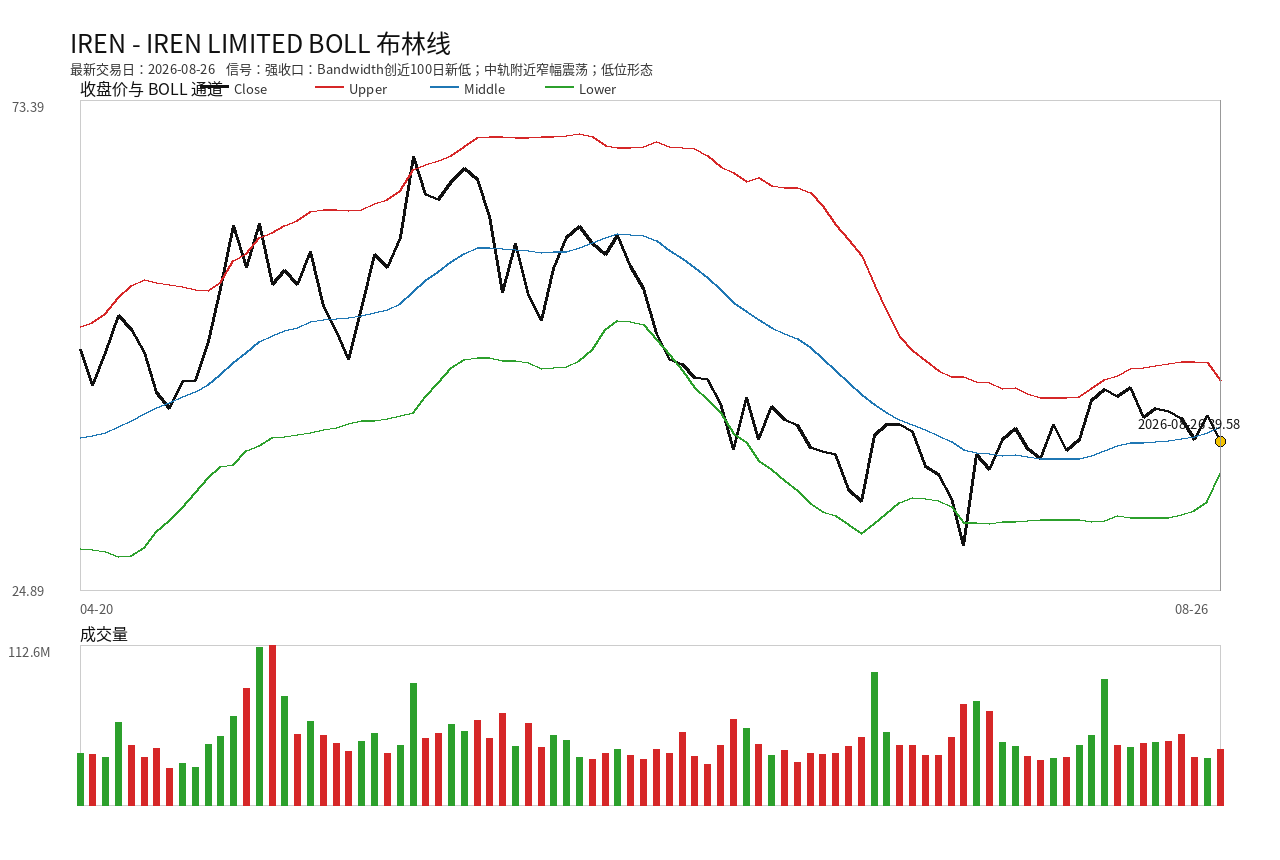 IREN - IREN LIMITED BOLL 布林线
最新交易日：2026-08-26 信号：强收口：Bandwidth创近100日新低；中轨附近窄幅震荡；低位形态
收盘价与 BOLL 通道 Close Upper Middle Lower
73.39
2026-08-26 39.58
24.89
04-20 08-26
成交量
112.6M